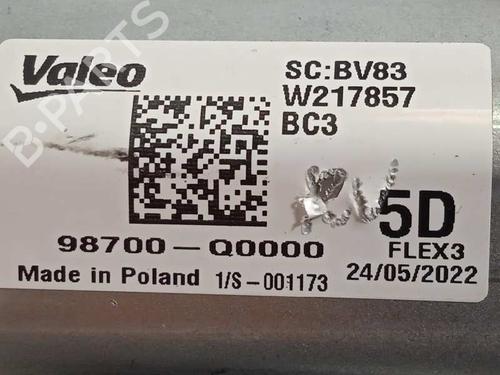 B-PARTS
Valeo
SC:BV83
W217857
BC3
5D
FLEX3
98700-Q0000
Made in Poland 1/S-001173 24/05/2022